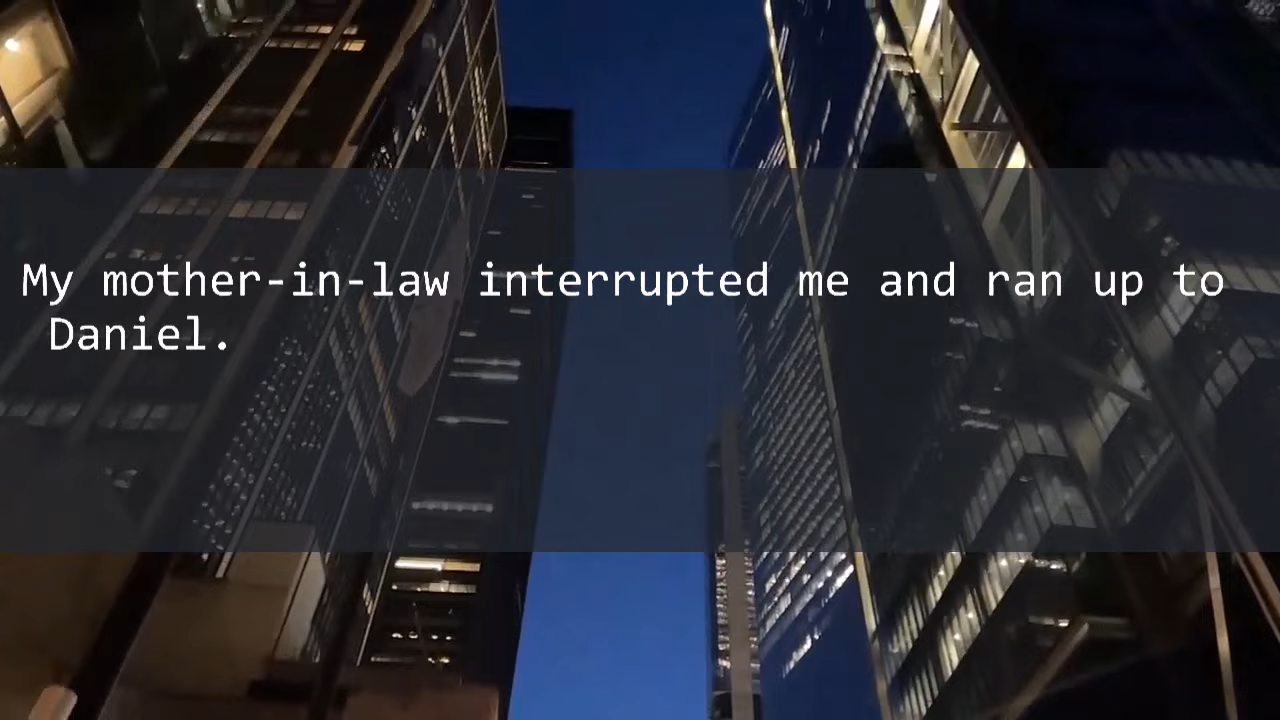 My mother-in-law interrupted me and ran up to
Daniel.